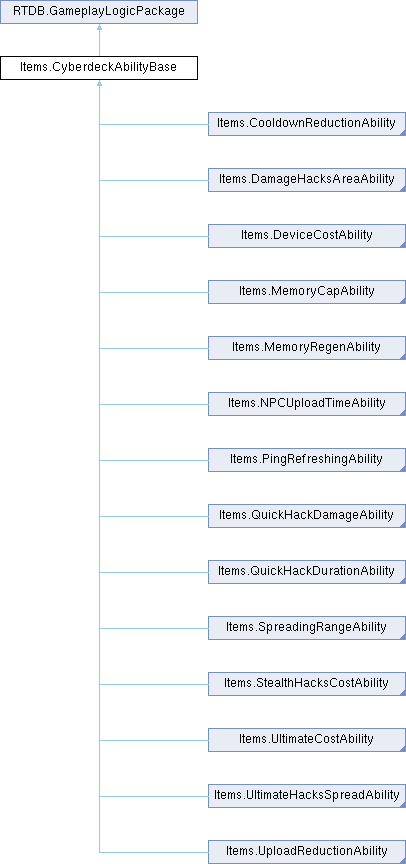 RTDB.GameplayLogicPackage
Items.CyberdeckAbilityBase
Items.CooldownReductionAbility
Items.DamageHacksAreaAbility
Items.DeviceCostAbility
Items.MemoryCapAbility
Items.MemoryRegenAbility
Items.NPCUploadTimeAbility
Items.PingRefreshingAbility
Items.QuickHackDamageAbility
Items.QuickHackDurationAbility
Items.SpreadingRangeAbility
Items.StealthHacksCostAbility
Items.UltimateCostAbility
Items.UltimateHacksSpreadAbility
Items.UploadReductionAbility